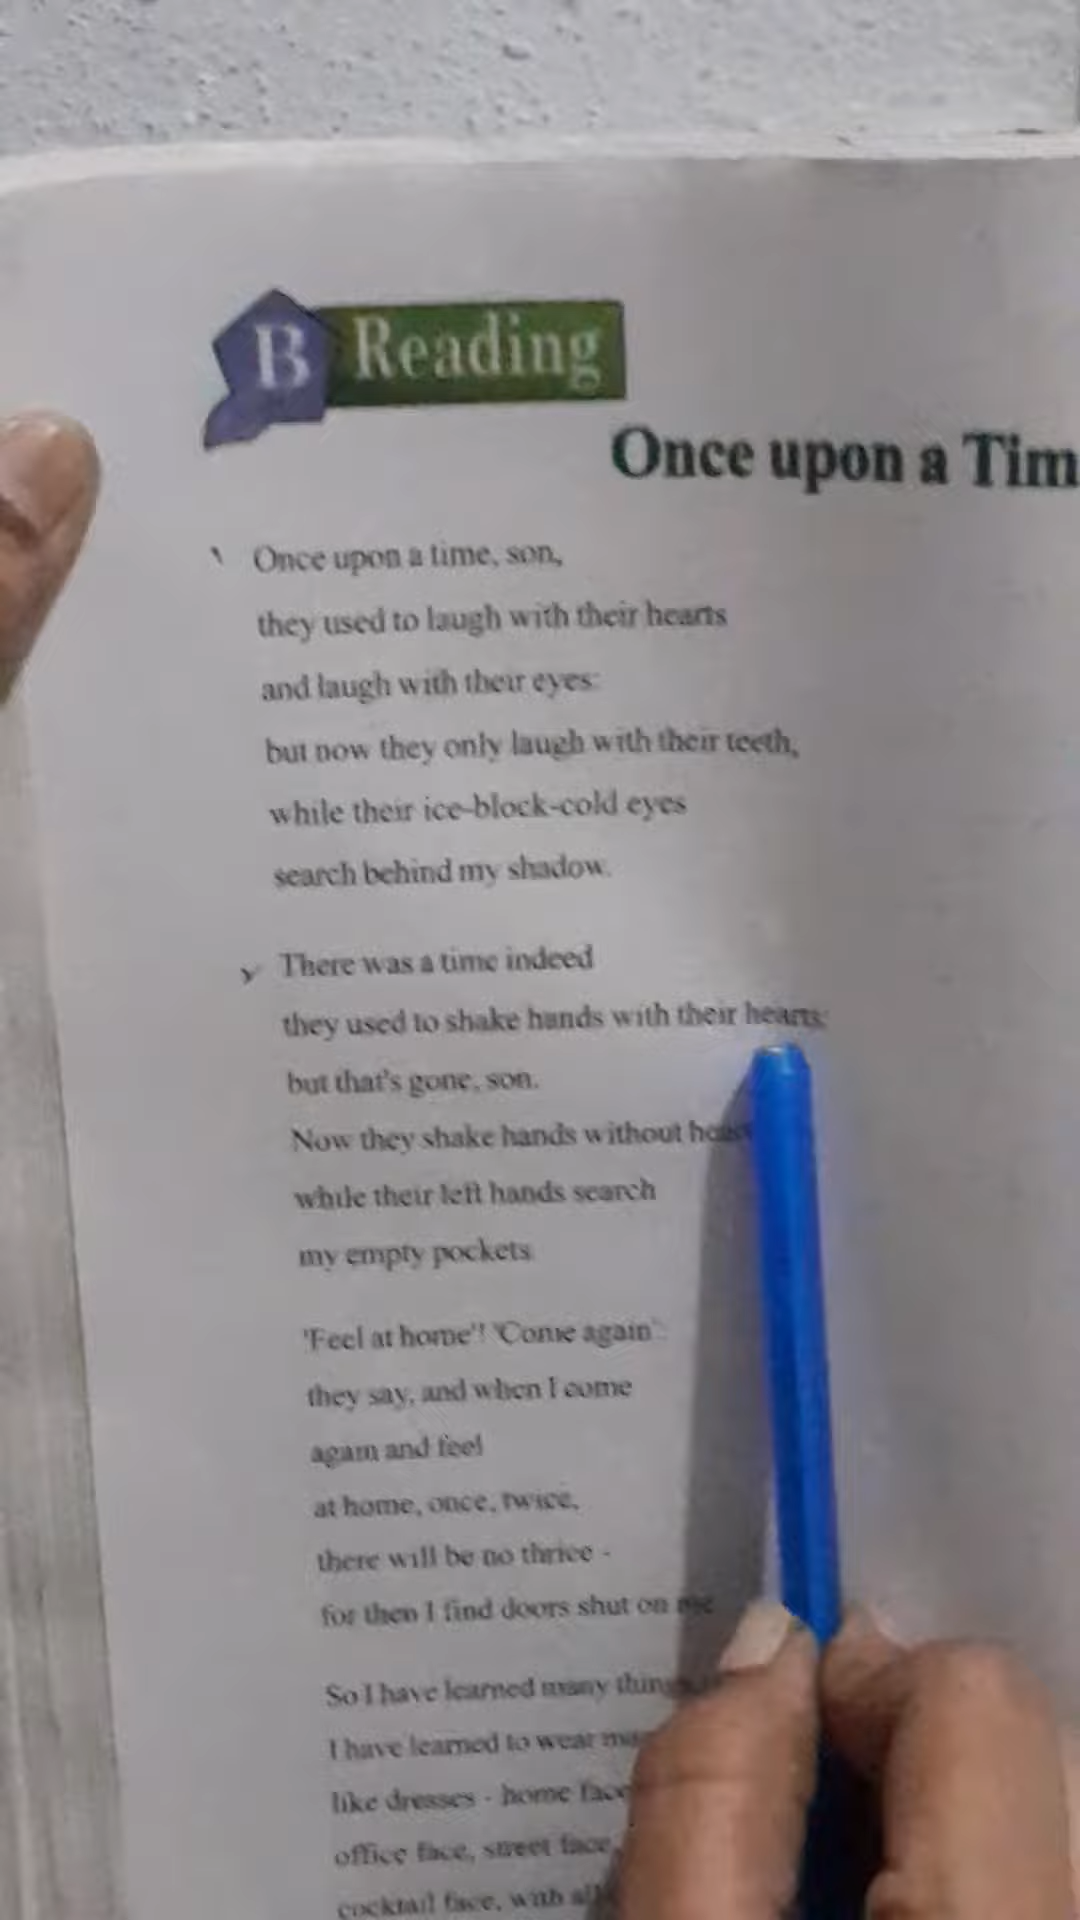 B Reading
Once upon a Tim
Once upon a time, son,
they used to laugh with their hearts
and laugh with their eyes:
but now they only laugh with their teeth,
while their ice-block-cold eyes
search behind my shadow.
There was a time indeed
they used to shake hands with their hearts:
but that's gone, son.
Now they shake hands without
while their left hands search
my empty pockets
'Feel at home'! 'Come again':
they say, and when I come
again and feel
at home, once, twice,
there will be no thrice -
for then I find doors shut on me
So I have learned many
I have learned to wear
like dresses - home
office face, street face,
cocktail face, with